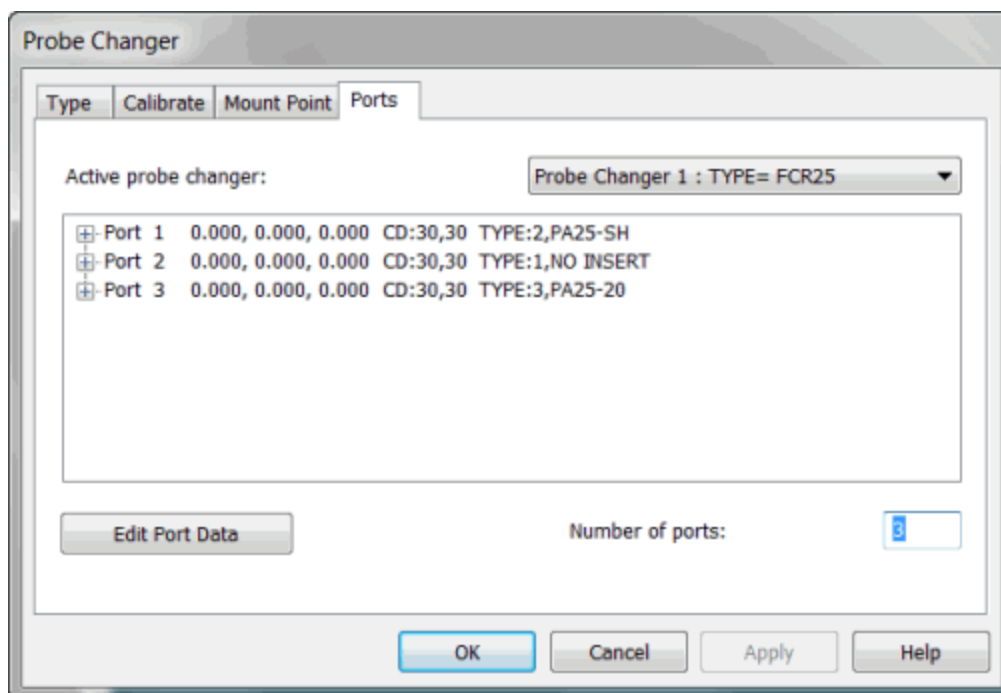 Probe Changer
Type Calibrate Mount Point Ports
Active probe changer: Probe Changer 1 : TYPE= FCR25
Port 1 0.000, 0.000, 0.000 CD:30,30 TYPE:2,PA25-SH
Port 2 0.000, 0.000, 0.000 CD:30,30 TYPE:1,NO INSERT
Port 3 0.000, 0.000, 0.000 CD:30,30 TYPE:3,PA25-20
Edit Port Data Number of ports: 3
OK Cancel Apply Help